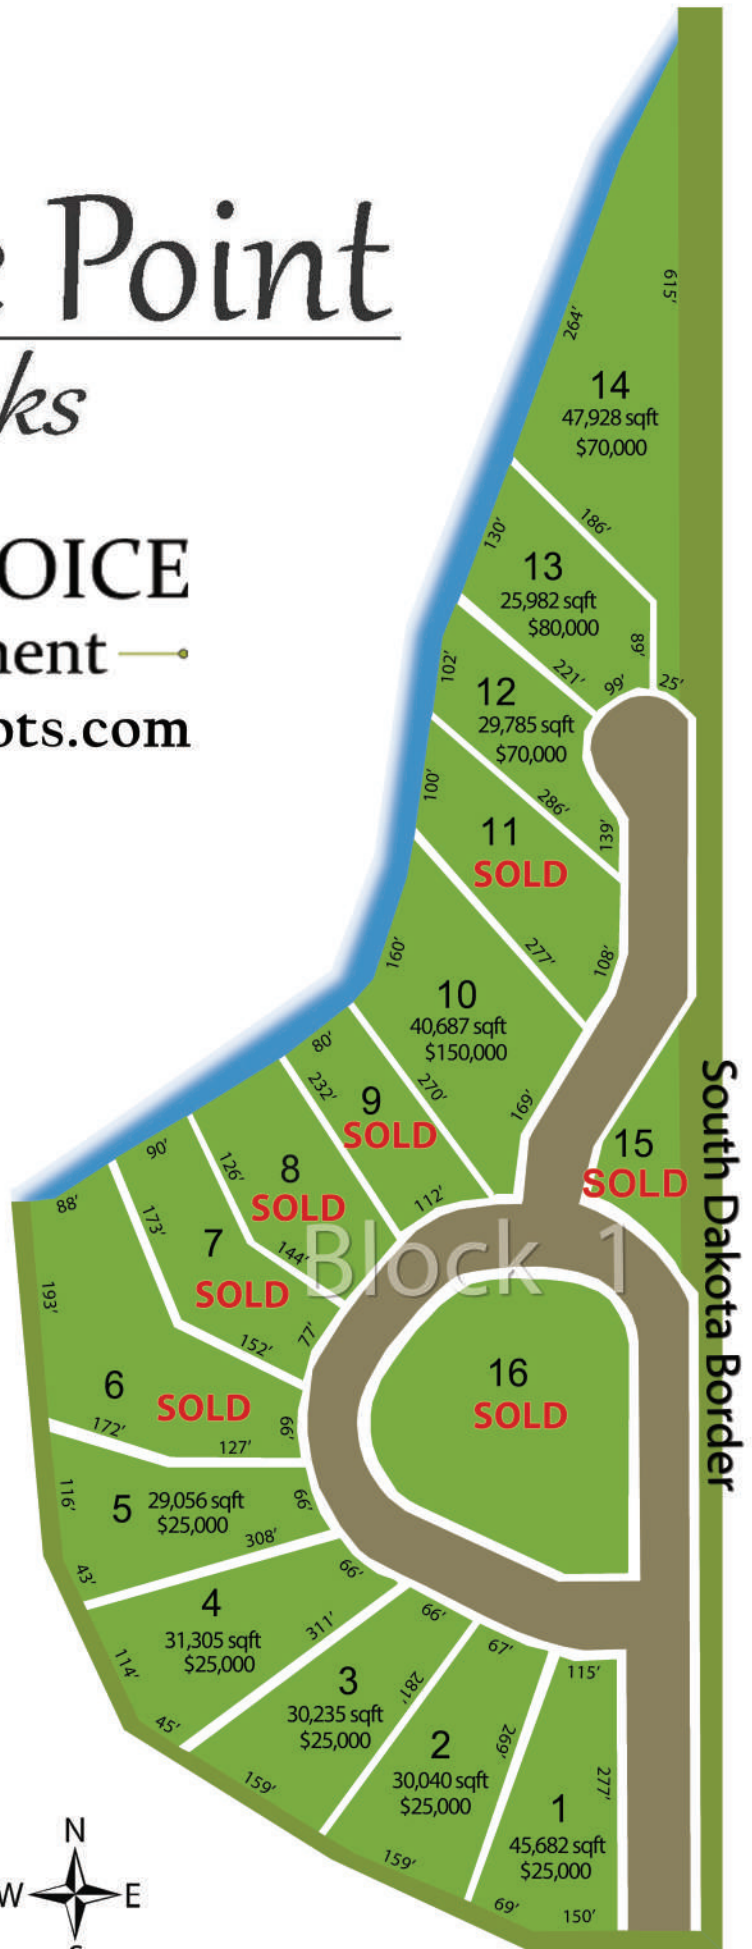 Point
ks
OICE
ent
ots.com
615'
264'
14
47,928 sqft
$70,000
186'
130'
13
25,982 sqft
$80,000
89'
221'
99'
25'
102'
12
29,785 sqft
$70,000
286'
139'
100'
11
SOLD
277'
108'
160'
10
40,687 sqft
$150,000
169'
80'
232'
9
SOLD
270'
112'
South Dakota Border
15
SOLD
90'
126'
8
SOLD
144'
Block 1
88'
173'
7
SOLD
77'
152'
193'
6
SOLD
66'
172'
127'
16
SOLD
116'
5
29,056 sqft
$25,000
66'
308'
43'
4
31,305 sqft
$25,000
66'
311'
114'
45'
3
30,235 sqft
$25,000
66'
281'
159'
2
30,040 sqft
$25,000
67'
269'
159'
115'
277'
1
45,682 sqft
$25,000
69'
150'
N
W
E